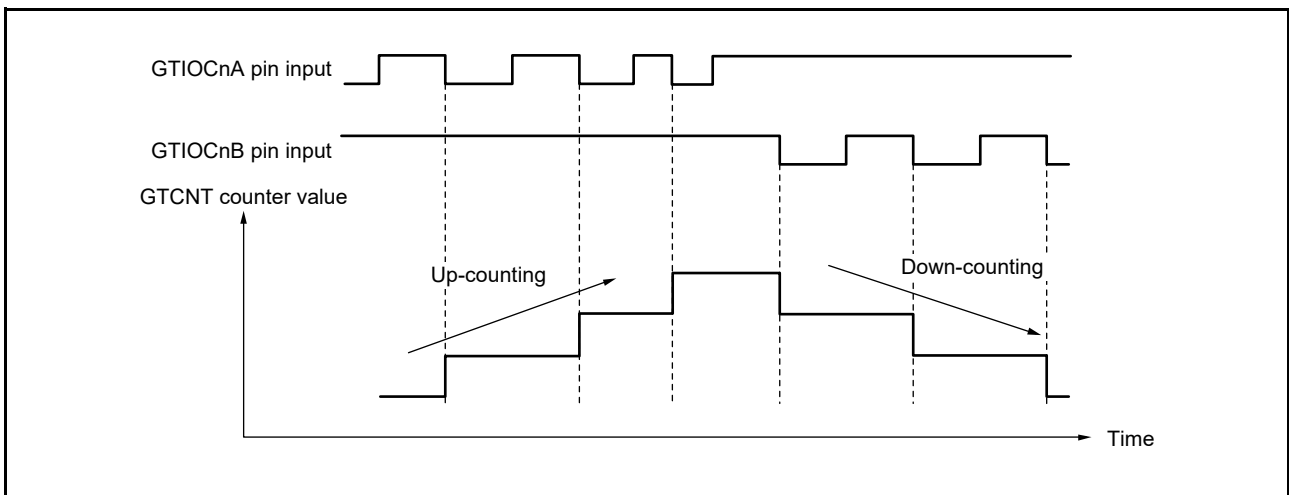 GTIOCnA pin input
GTIOCnB pin input
GTCNT counter value
Up-counting
Down-counting
Time